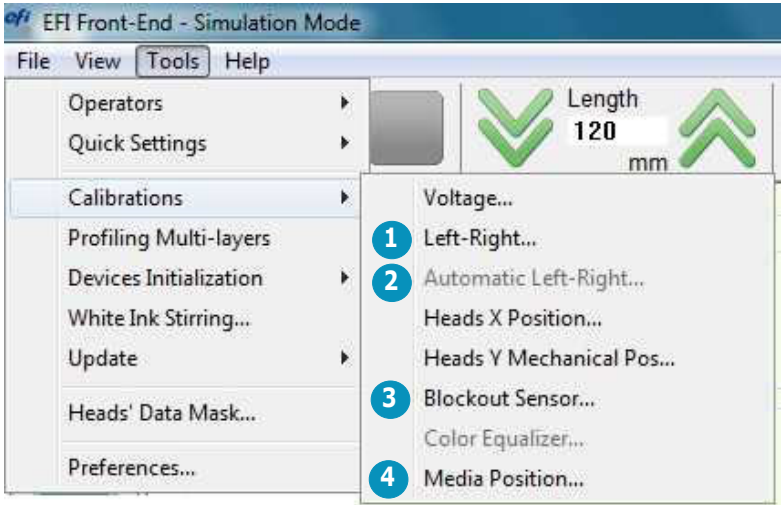 efi EFI Front-End - Simulation Mode
File View Tools Help
Operators
Quick Settings
Length
120
mm
Calibrations
Profiling Multi-layers
Devices Initialization
White Ink Stirring...
Update
Heads' Data Mask...
Preferences...
Voltage...
1 Left-Right...
2 Automatic Left-Right...
Heads X Position...
Heads Y Mechanical Pos...
3 Blockout Sensor...
Color Equalizer...
4 Media Position...